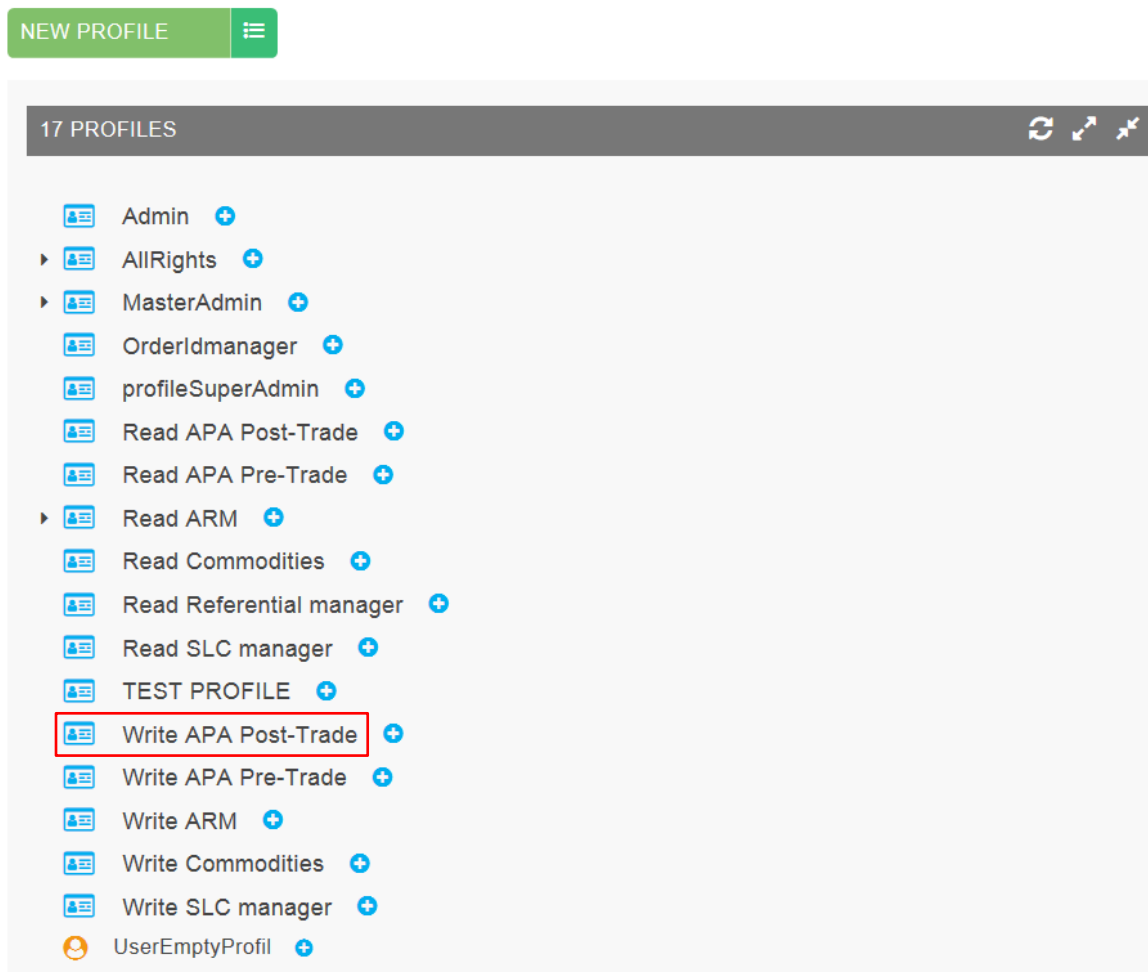 NEW PROFILE
17 PROFILES
Admin
AllRights
MasterAdmin
OrderIdmanager
profileSuperAdmin
Read APA Post-Trade
Read APA Pre-Trade
Read ARM
Read Commodities
Read Referential manager
Read SLC manager
TEST PROFILE
Write APA Post-Trade
Write APA Pre-Trade
Write ARM
Write Commodities
Write SLC manager
UserEmptyProfil